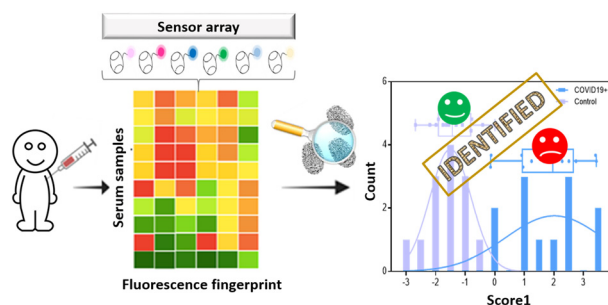 Sensor array
Serum samples
Fluorescence fingerprint
COVID19+
Control
IDENTIFIED
Count
6
4
2
0
-3
-2
-1
0
1
2
3
Score1